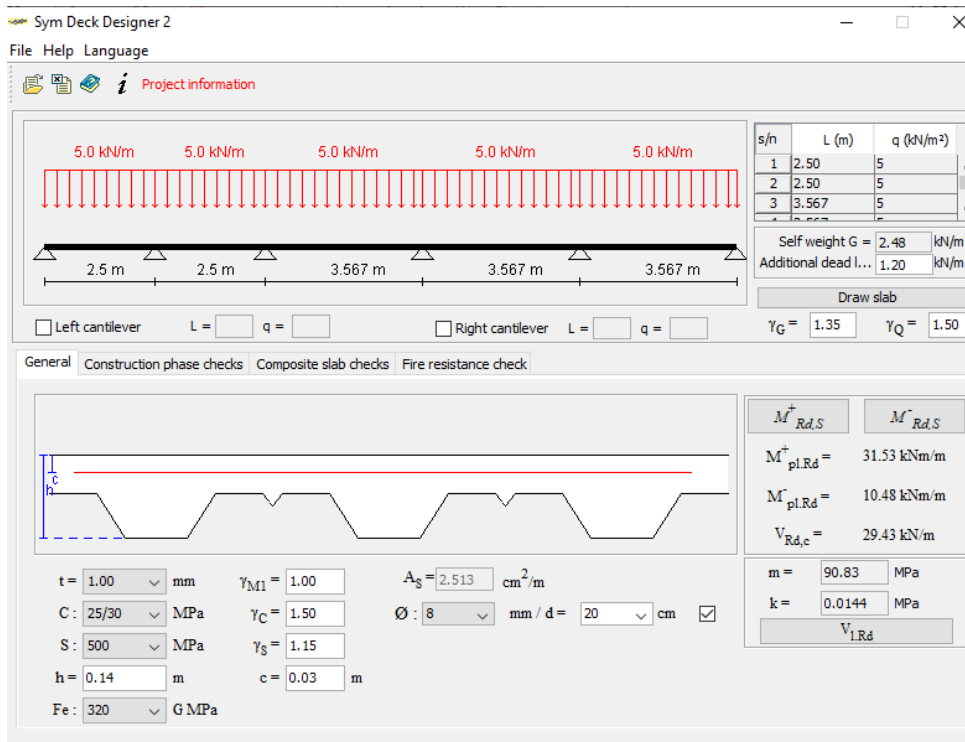 Sym Deck Designer 2
File Help Language
i Project information
5.0 kN/m 5.0 kN/m 5.0 kN/m 5.0 kN/m 5.0 kN/m
2.5 m 2.5 m 3.567 m 3.567 m 3.567 m
Left cantilever L = q = Right cantilever L = q =
s/n L (m) q (kN/m²)
1 2.50 5
2 2.50 5
3 3.567 5
Self weight G = 2.48 kN/m
Additional dead l... 1.20 kN/m
Draw slab
γG = 1.35 γQ = 1.50
General Construction phase checks Composite slab checks Fire resistance check
c
h
M+Rd,S M-Rd,S
M+pl.Rd = 31.53 kNm/m
M-pl.Rd = 10.48 kNm/m
VRd,c = 29.43 kN/m
t = 1.00 mm γM1 = 1.00 AS = 2.513 cm²/m
C : 25/30 MPa γC = 1.50 Ø : 8 mm / d = 20 cm
S : 500 MPa γS = 1.15
h = 0.14 m c = 0.03 m
Fe : 320 G MPa
m = 90.83 MPa
k = 0.0144 MPa
V1.Rd